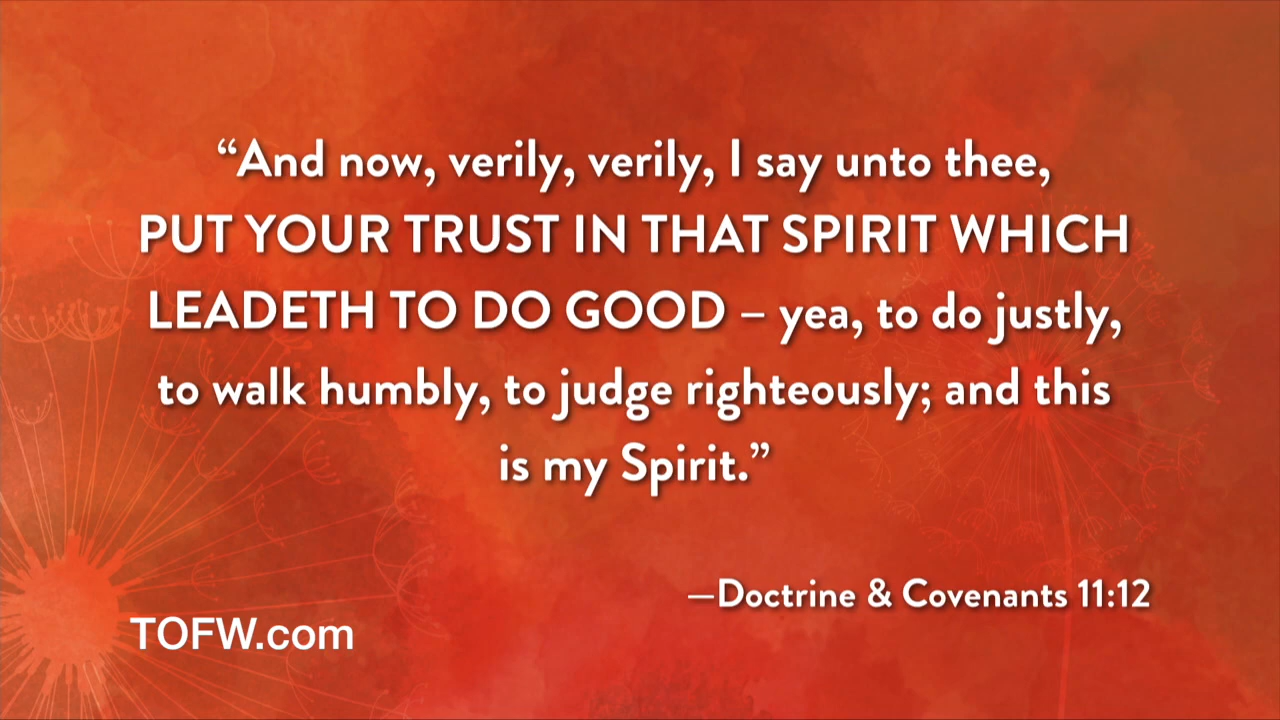 “And now, verily, verily, I say unto thee,
PUT YOUR TRUST IN THAT SPIRIT WHICH
LEADETH TO DO GOOD – yea, to do justly,
to walk humbly, to judge righteously; and this
is my Spirit.”
—Doctrine & Covenants 11:12
TOFW.com